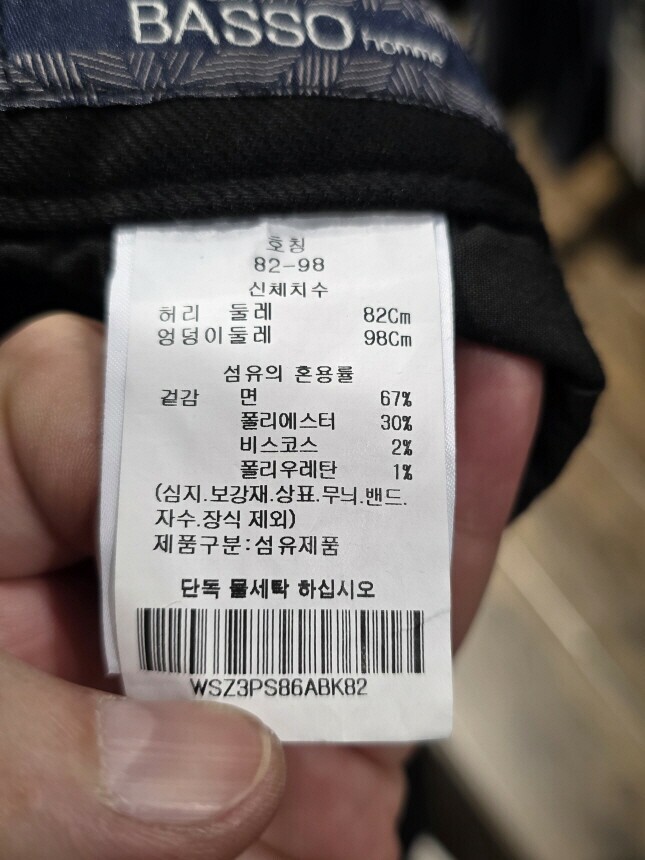 BASSO homme
호칭
82-98
신체치수
허리 둘레 82Cm
엉덩이둘레 98Cm
섬유의 혼용률
겉감 면 67%
폴리에스터 30%
비스코스 2%
폴리우레탄 1%
(심지.보강재.상표.무늬.밴드.
자수.장식 제외)
제품구분:섬유제품
단독 물세탁 하십시오
WSZ3PS86ABK82